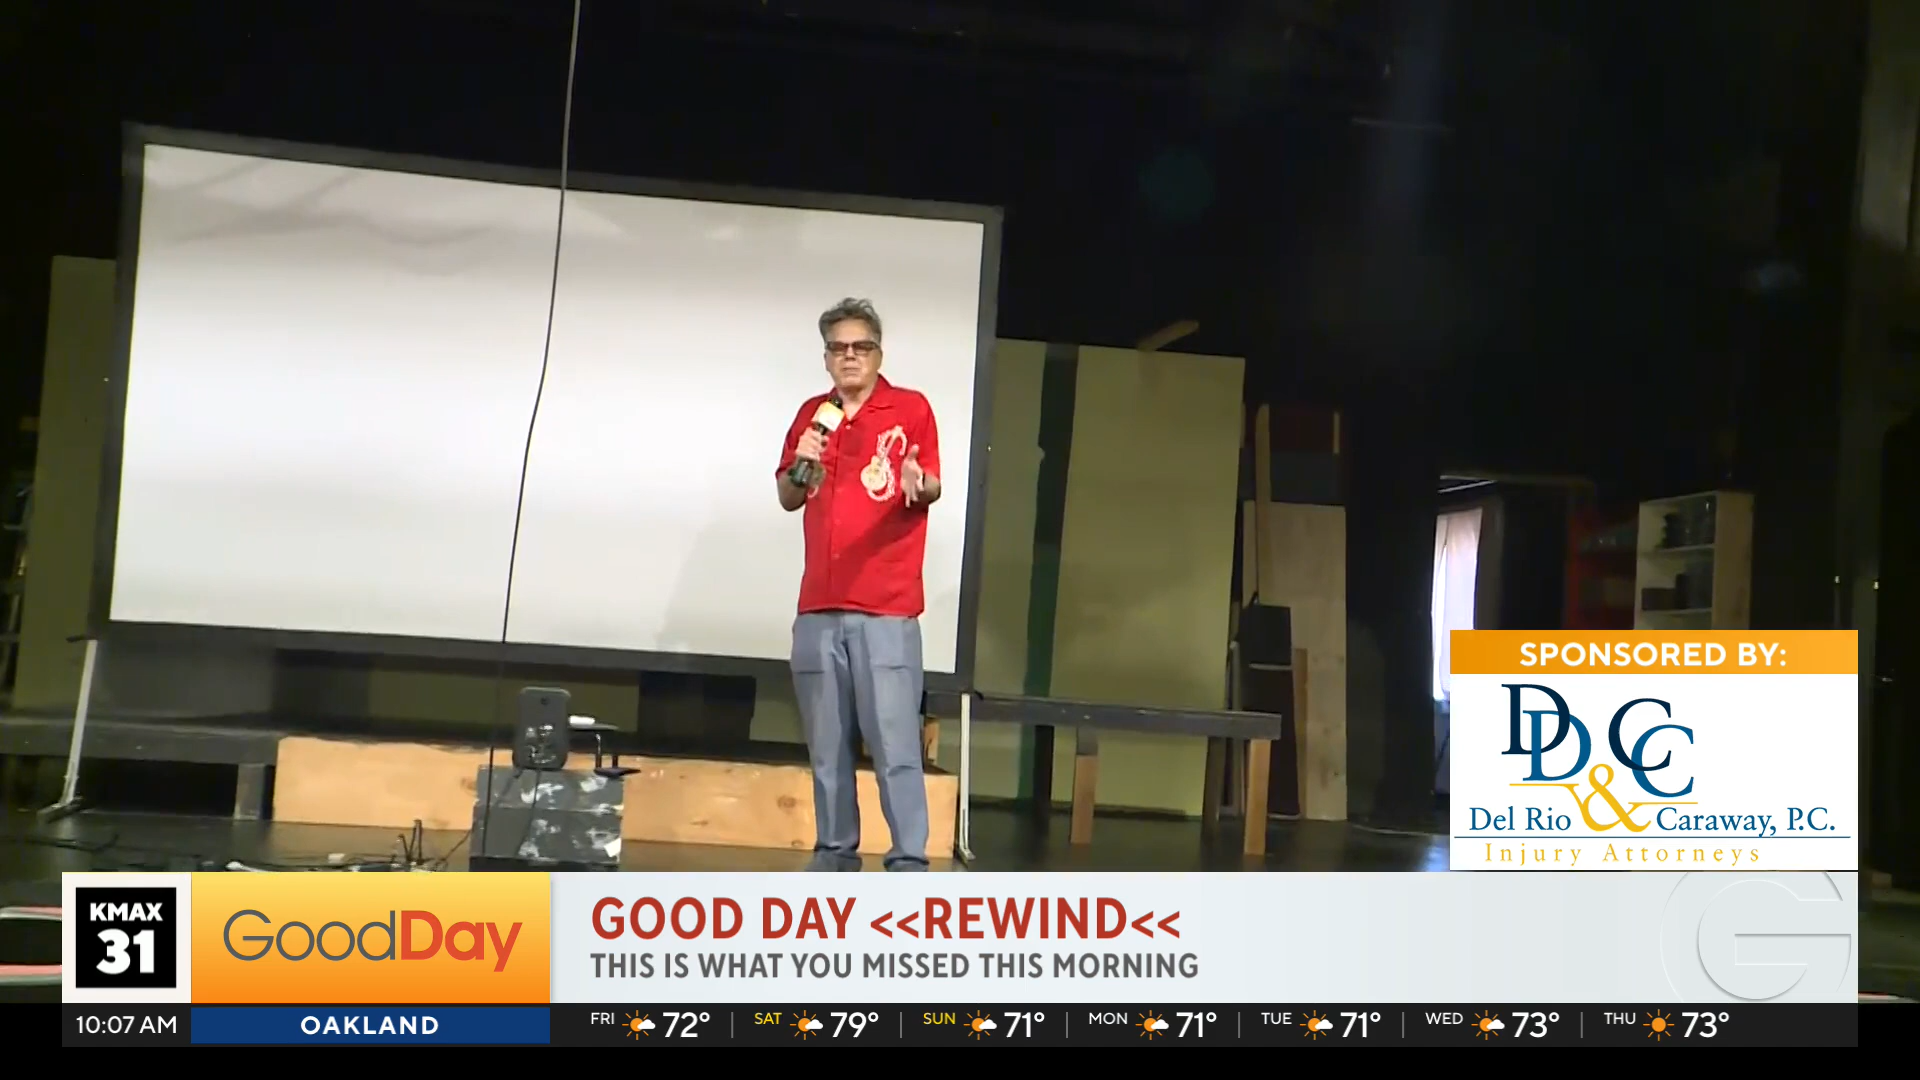 SPONSORED BY:
DD&CC
Del Rio & Caraway, P.C.
Injury Attorneys
KMAX
31
GoodDay
GOOD DAY <<REWIND<<
THIS IS WHAT YOU MISSED THIS MORNING
G
10:07 AM
OAKLAND
FRI 72° | SAT 79° | SUN 71° | MON 71° | TUE 71° | WED 73° | THU 73°